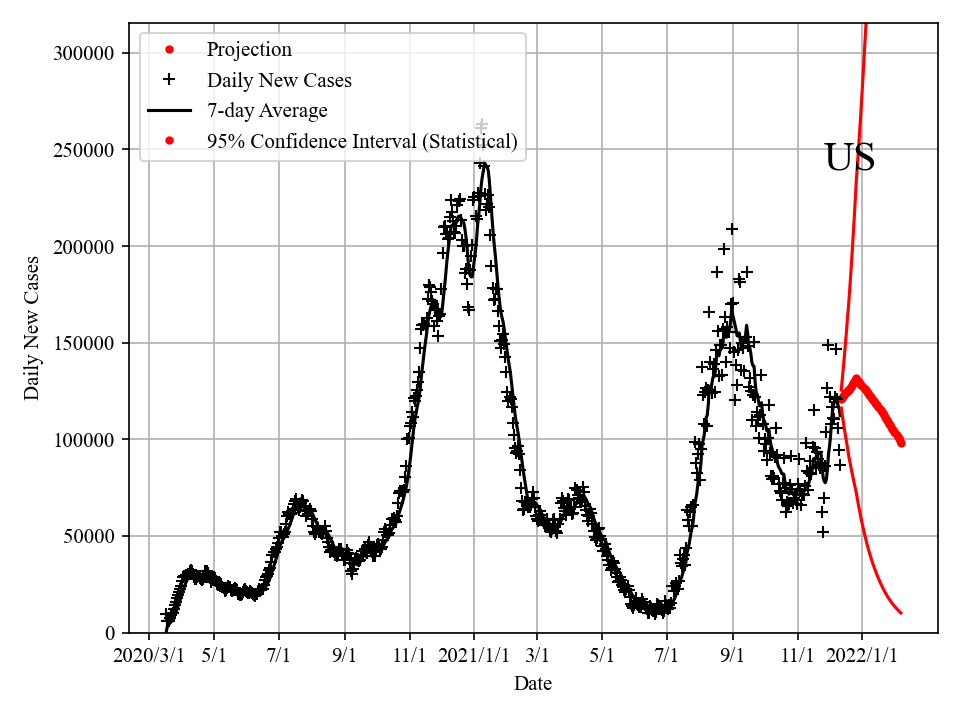 Projection
Daily New Cases
7-day Average
95% Confidence Interval (Statistical)
US
300000
250000
200000
150000
100000
50000
0
Daily New Cases
2020/3/1 5/1 7/1 9/1 11/1 2021/1/1 3/1 5/1 7/1 9/1 11/1 2022/1/1
Date